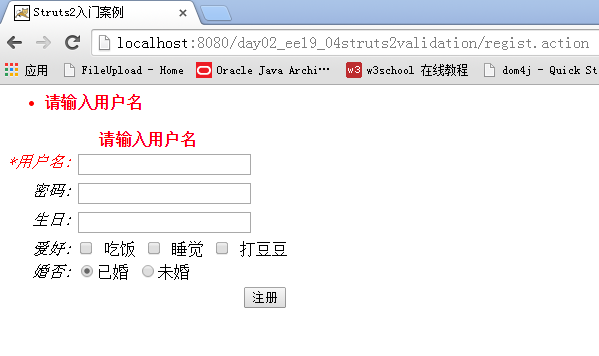 Struts2入门案例
localhost:8080/day02_ee19_04struts2validation/regist.action
应用 FileUpload - Home Oracle Java Archi… w3 w3school 在线教程 dom4j - Quick St
• 请输入用户名
请输入用户名
*用户名:
密码:
生日:
爱好: 吃饭 睡觉 打豆豆
婚否: 已婚 未婚
注册